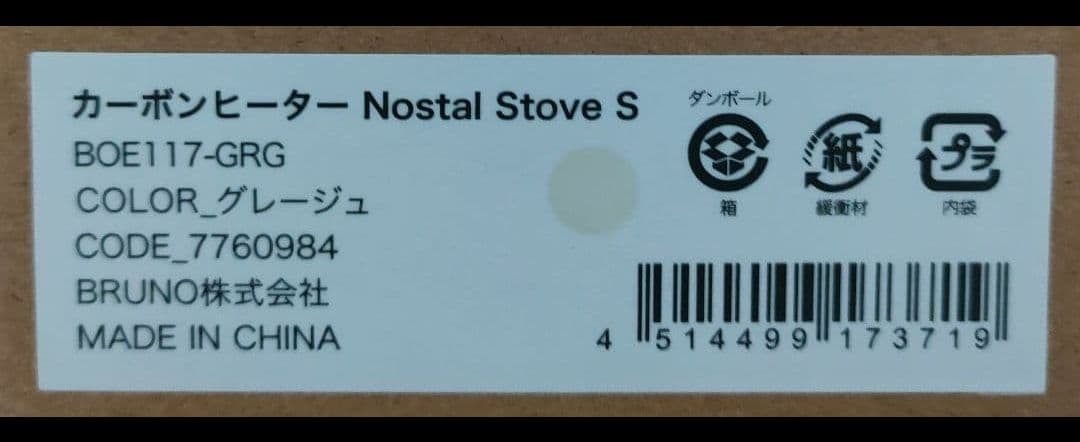 カーボンヒーター Nostal Stove S
BOE117-GRG
COLOR_グレージュ
CODE_7760984
BRUNO株式会社
MADE IN CHINA
ダンボール
箱
紙
緩衝材
プラ
内袋
4 514499 173719